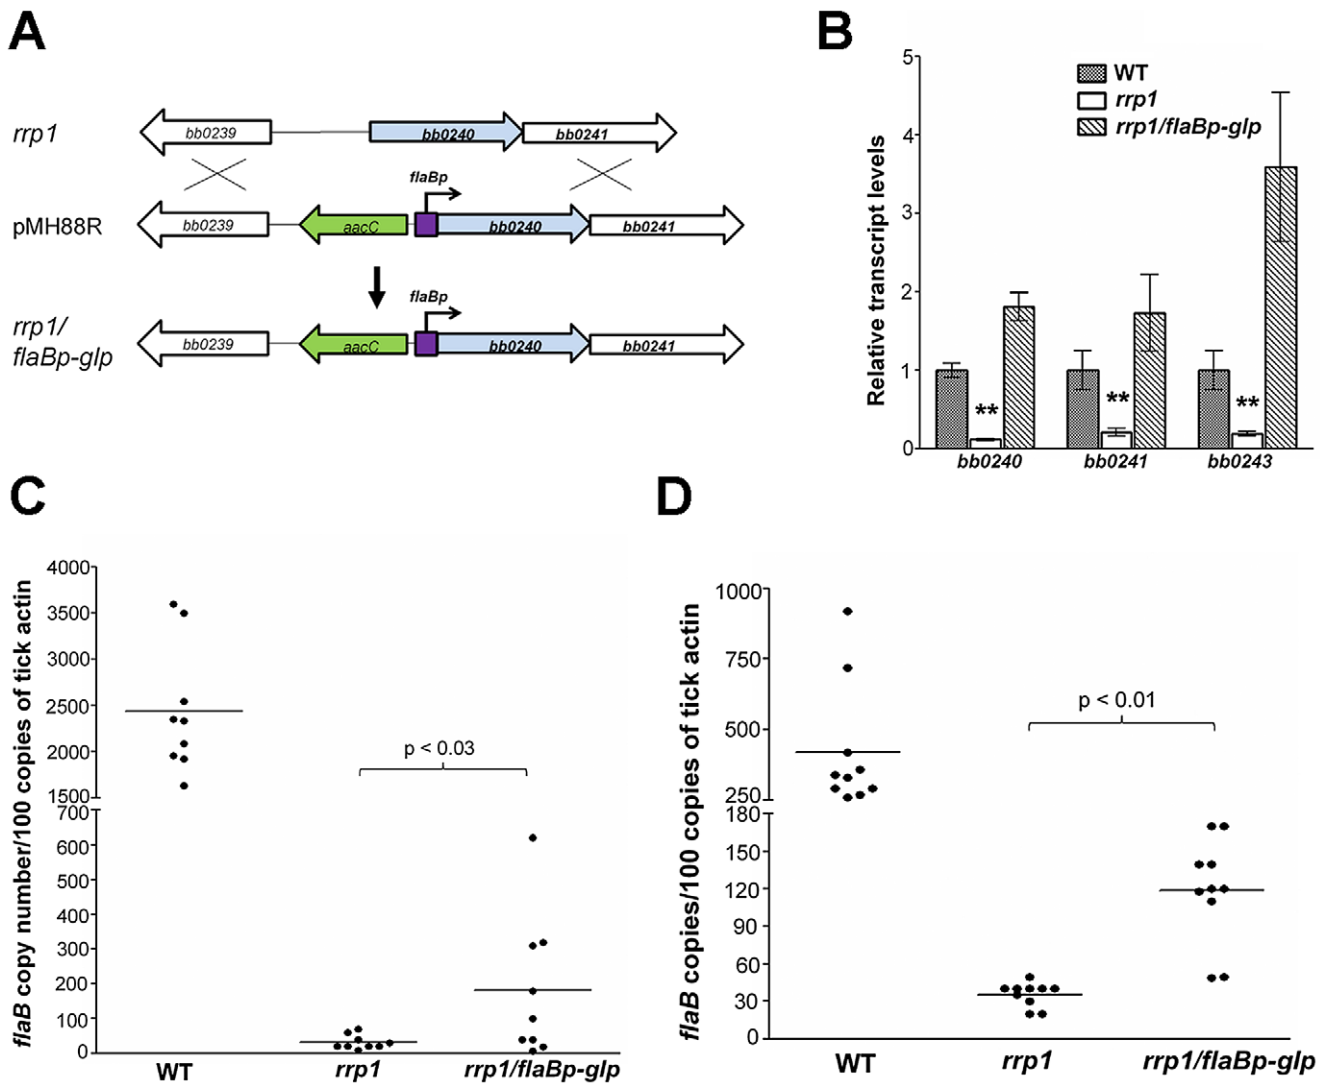 A
rrp1
bb0239
bb0240
bb0241
flaBp
pMH88R
bb0239
aacC
bb0240
bb0241
flaBp
rrp1/
flaBp-glp
bb0239
aacC
bb0240
bb0241
B
Relative transcript levels
5
4
3
2
1
0
WT
rrp1
rrp1/flaBp-glp
**
**
**
bb0240
bb0241
bb0243
C
flaB copy number/100 copies of tick actin
4000
3500
3000
2500
2000
1500
700
600
500
400
300
200
100
0
p < 0.03
WT
rrp1
rrp1/flaBp-glp
D
flaB copies/100 copies of tick actin
1000
750
500
250
180
150
120
90
60
30
0
p < 0.01
WT
rrp1
rrp1/flaBp-glp